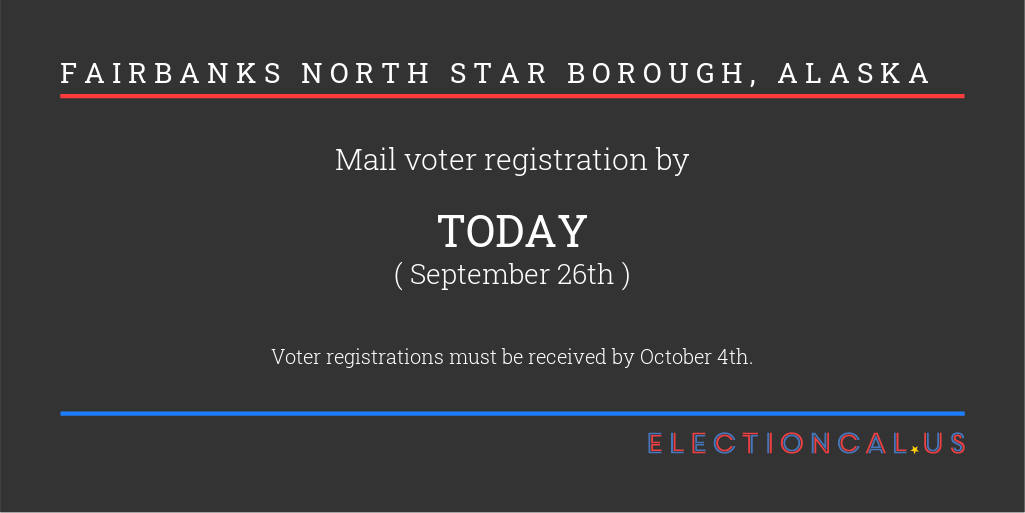 FAIRBANKS NORTH STAR BOROUGH, ALASKA
Mail voter registration by
TODAY
( September 26th )
Voter registrations must be received by October 4th.
ELECTIONCAL.US